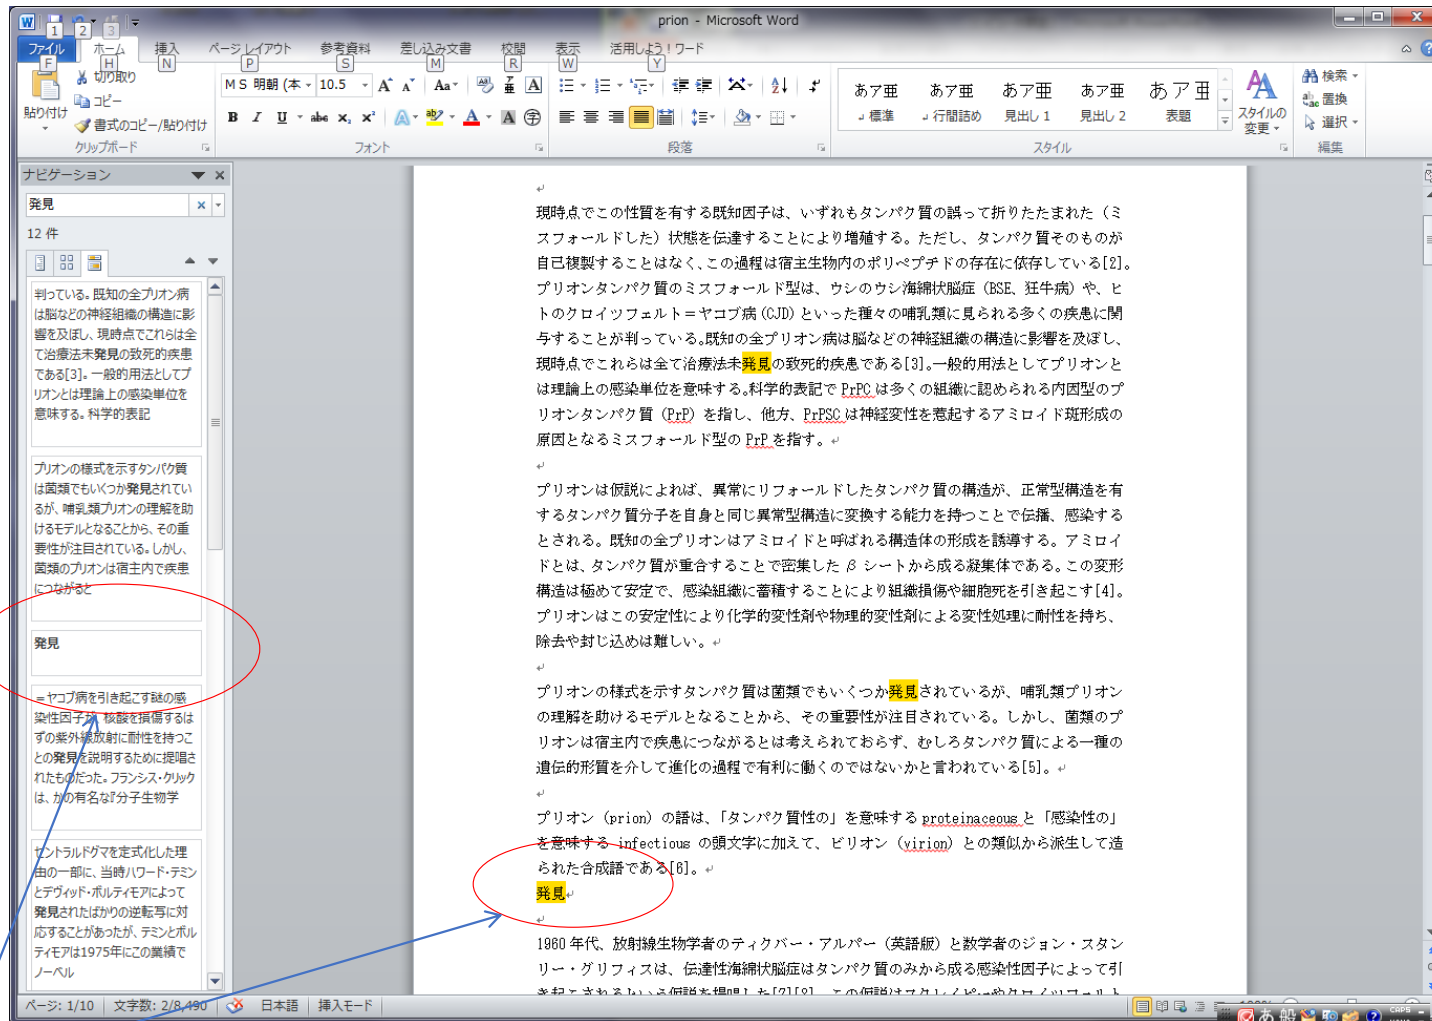 prion - Microsoft Word
1 2 3
ファイル ホーム 挿入 ページ レイアウト 参考資料 差し込み文書 校閲 表示 活用しよう！ワード
F H N P S M R W Y
貼り付け
切り取り
コピー
書式のコピー/貼り付け
クリップボード
ＭＳ 明朝 (本 10.5
フォント
段落
あア亜 あア亜 あア亜 あア亜 あア亜
標準 行間詰め 見出し 1 見出し 2 表題
スタイルの
変更
スタイル
検索
置換
選択
編集
ナビゲーション
発見
12 件
判っている。既知の全プリオン病
は脳などの神経組織の構造に影
響を及ぼし、現時点でこれらは全
て治療法未発見の致死的疾患
である[3]。一般的用法としてプ
リオンとは理論上の感染単位を
意味する。科学的表記
プリオンの様式を示すタンパク質
は菌類でもいくつか発見されてい
るが、哺乳類プリオンの理解を助
けるモデルとなることから、その重
要性が注目されている。しかし、
菌類のプリオンは宿主内で疾患
につながると
発見
＝ヤコブ病を引き起こす謎の感
染性因子が、核酸を損傷するは
ずの紫外線放射に耐性を持つこ
との発見を説明するために提唱さ
れたものだった。フランシス・クリック
は、かの有名な『分子生物学
セントラルドグマを定式化した理
由の一部に、当時ハワード・テミン
とデヴィッド・ボルティモアによって
発見されたばかりの逆転写に対
応することがあったが、テミンとボル
ティモアは1975年にこの業績で
ノーベル
現時点でこの性質を有する既知因子は、いずれもタンパク質の誤って折りたたまれた（ミ
スフォールドした）状態を伝達することにより増殖する。ただし、タンパク質そのものが
自己複製することはなく、この過程は宿主生物内のポリペプチドの存在に依存している[2]。
プリオンタンパク質のミスフォールド型は、ウシのウシ海綿状脳症（BSE、狂牛病）や、ヒ
トのクロイツフェルト＝ヤコブ病(CJD)といった種々の哺乳類に見られる多くの疾患に関
与することが判っている。既知の全プリオン病は脳などの神経組織の構造に影響を及ぼし、
現時点でこれらは全て治療法未発見の致死的疾患である[3]。一般的用法としてプリオンと
は理論上の感染単位を意味する。科学的表記で PrPC は多くの組織に認められる内因型のプ
リオンタンパク質（PrP）を指し、他方、PrPSC は神経変性を惹起するアミロイド斑形成の
原因となるミスフォールド型の PrP を指す。
プリオンは仮説によれば、異常にリフォールドしたタンパク質の構造が、正常型構造を有
するタンパク質分子を自身と同じ異常型構造に変換する能力を持つことで伝播、感染する
とされる。既知の全プリオンはアミロイドと呼ばれる構造体の形成を誘導する。アミロイ
ドとは、タンパク質が重合することで密集した β シートから成る凝集体である。この変形
構造は極めて安定で、感染組織に蓄積することにより組織損傷や細胞死を引き起こす[4]。
プリオンはこの安定性により化学的変性剤や物理的変性剤による変性処理に耐性を持ち、
除去や封じ込めは難しい。
プリオンの様式を示すタンパク質は菌類でもいくつか発見されているが、哺乳類プリオン
の理解を助けるモデルとなることから、その重要性が注目されている。しかし、菌類のプ
リオンは宿主内で疾患につながるとは考えられておらず、むしろタンパク質による一種の
遺伝的形質を介して進化の過程で有利に働くのではないかと言われている[5]。
プリオン（prion）の語は、「タンパク質性の」を意味する proteinaceous と「感染性の」
を意味する infectious の頭文字に加えて、ビリオン（virion）との類似から派生して造
られた合成語である[6]。
発見
1960 年代、放射線生物学者のティクバー・アルパー（英語版）と数学者のジョン・スタン
リー・グリフィスは、伝達性海綿状脳症はタンパク質のみから成る感染性因子によって引
き起こされるという仮説を提唱した[7][8]。この仮説はスクレイピーやクロイツフェルト
ページ: 1/10 文字数: 2/8,490 日本語 挿入モード
あ 般 CAPS